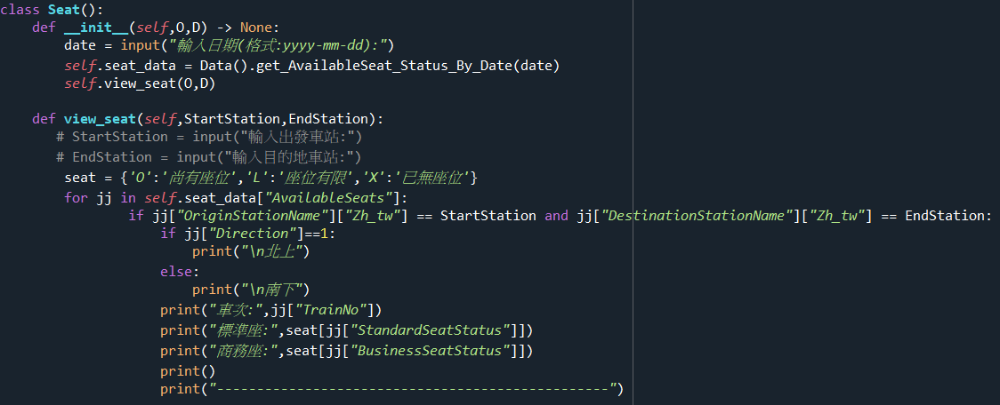 class Seat():
    def __init__(self,O,D) -> None:
        date = input("輸入日期(格式:yyyy-mm-dd):")
        self.seat_data = Data().get_AvailableSeat_Status_By_Date(date)
        self.view_seat(O,D)
    def view_seat(self,StartStation,EndStation):
       # StartStation = input("輸入出發車站:")
       # EndStation = input("輸入目的地車站:")
        seat = {'O':'尚有座位','L':'座位有限','X':'已無座位'}
        for jj in self.seat_data["AvailableSeats"]:
                if jj["OriginStationName"]["Zh_tw"] == StartStation and jj["DestinationStationName"]["Zh_tw"] == EndStation:
                    if jj["Direction"]==1:
                        print("\n北上")
                    else:
                        print("\n南下")
                    print("車次:",jj["TrainNo"])
                    print("標準座:",seat[jj["StandardSeatStatus"]])
                    print("商務座:",seat[jj["BusinessSeatStatus"]])
                    print()
                    print("-------------------------------------------------")